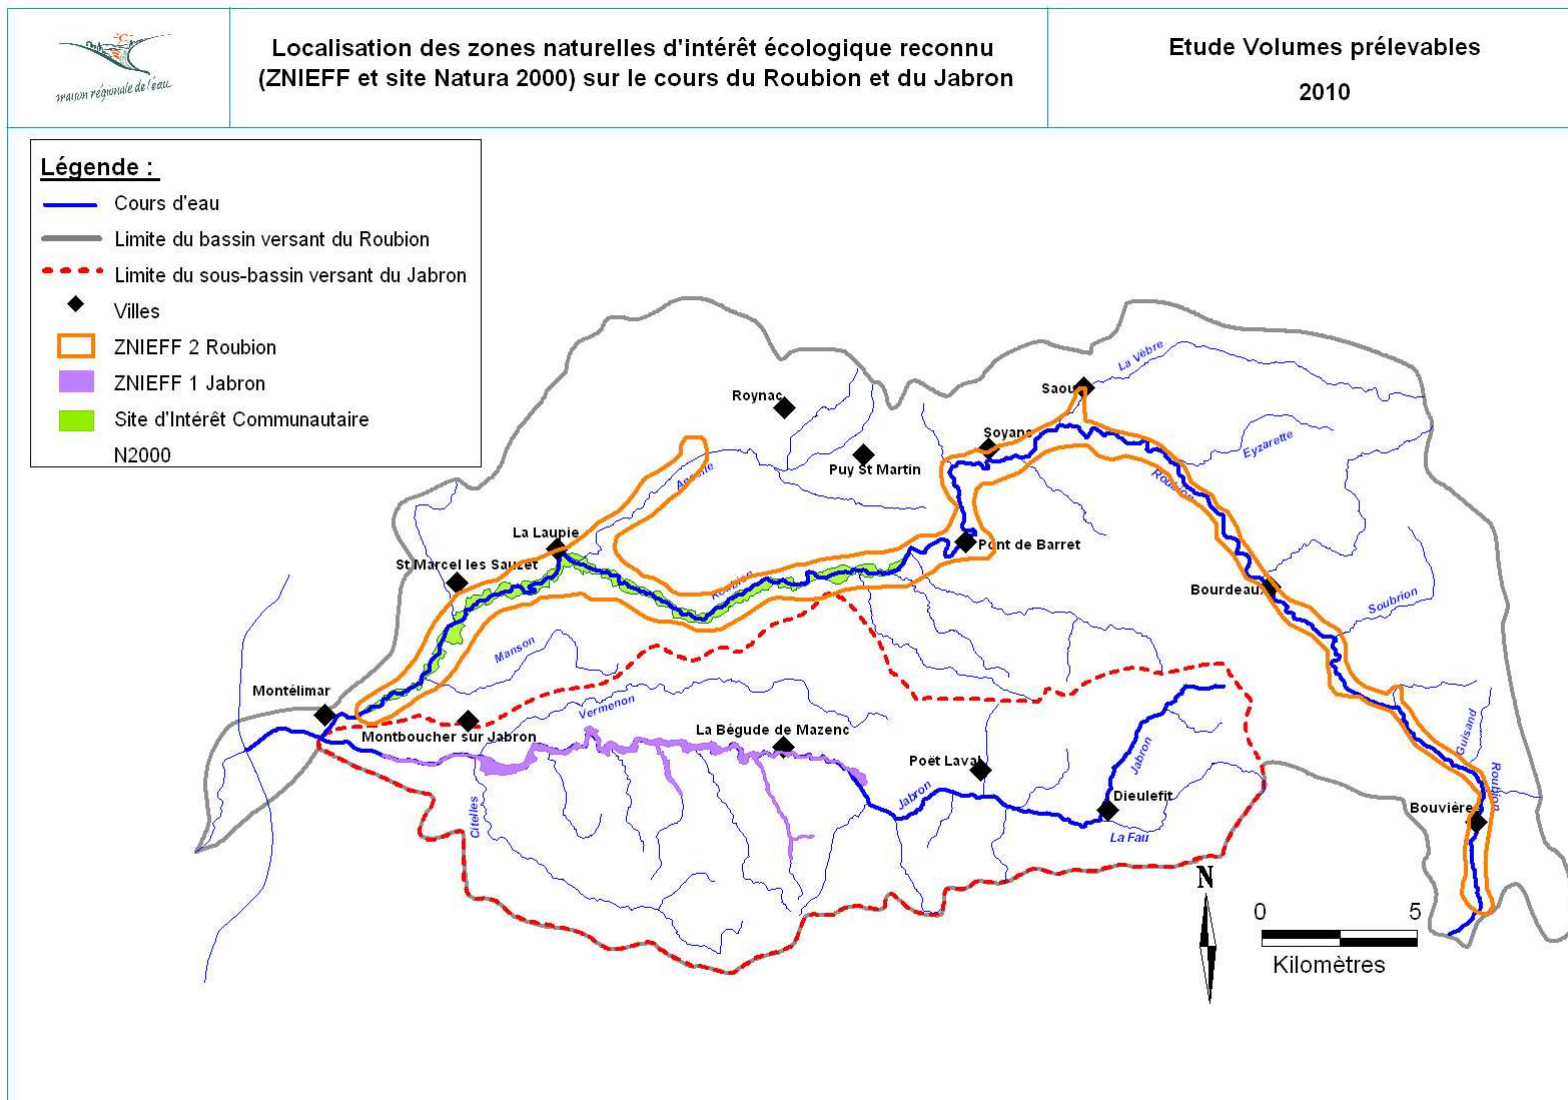 maison régionale de l'eau
Localisation des zones naturelles d'intérêt écologique reconnu
(ZNIEFF et site Natura 2000) sur le cours du Roubion et du Jabron
Etude Volumes prélevables
2010
Légende :
Cours d'eau
Limite du bassin versant du Roubion
Limite du sous-bassin versant du Jabron
Villes
ZNIEFF 2 Roubion
ZNIEFF 1 Jabron
Site d'Intérêt Communautaire
N2000
La Vèbre
Saou
Roynac
Soyans
Eyzarette
Puy St Martin
Ancelle
Roubion
La Laupie
Pont de Barret
St Marcel les Sauzet
Roubion
Bourdeaux
Soubrion
Manson
Montélimar
Vermenon
Montboucher sur Jabron
La Bégude de Mazenc
Poët Laval
Jabron
Guisand
Roubion
Jabron
Dieulefit
Bouvière
Citelles
La Fau
N
0 5
Kilomètres